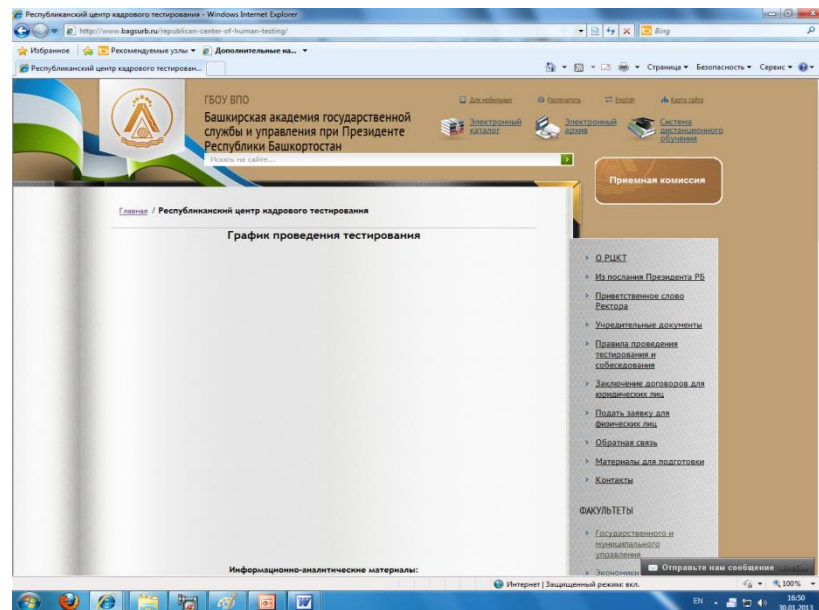 Республиканский центр кадрового тестирования - Windows Internet Explorer
http://www.bagsurb.ru/republican-center-of-human-testing/
Bing
Избранное
Рекомендуемые узлы
Дополнительные на...
Республиканский центр кадрового тестирован...
Страница
Безопасность
Сервис
ГБОУ ВПО
Башкирская академия государственной
службы и управления при Президенте
Республики Башкортостан
Для мобильных
Распечатать
English
Карта сайта
Электронный
каталог
Электронный
архив
Система
дистанционного
обучения
Искать на сайте...
Приемная комиссия
Главная / Республиканский центр кадрового тестирования
График проведения тестирования
О РЦКТ
Из послания Президента РБ
Приветственное слово
Ректора
Учредительные документы
Правила проведения
тестирования и
собеседования
Заключение договоров для
юридических лиц
Подать заявку для
физических лиц
Обратная связь
Материалы для подготовки
Контакты
ФАКУЛЬТЕТЫ
Государственного и
муниципального
управления
Экономики
Информационно-аналитические материалы:
Отправьте нам сообщение
Интернет | Защищенный режим: вкл.
100%
EN
16:50
30.01.2013